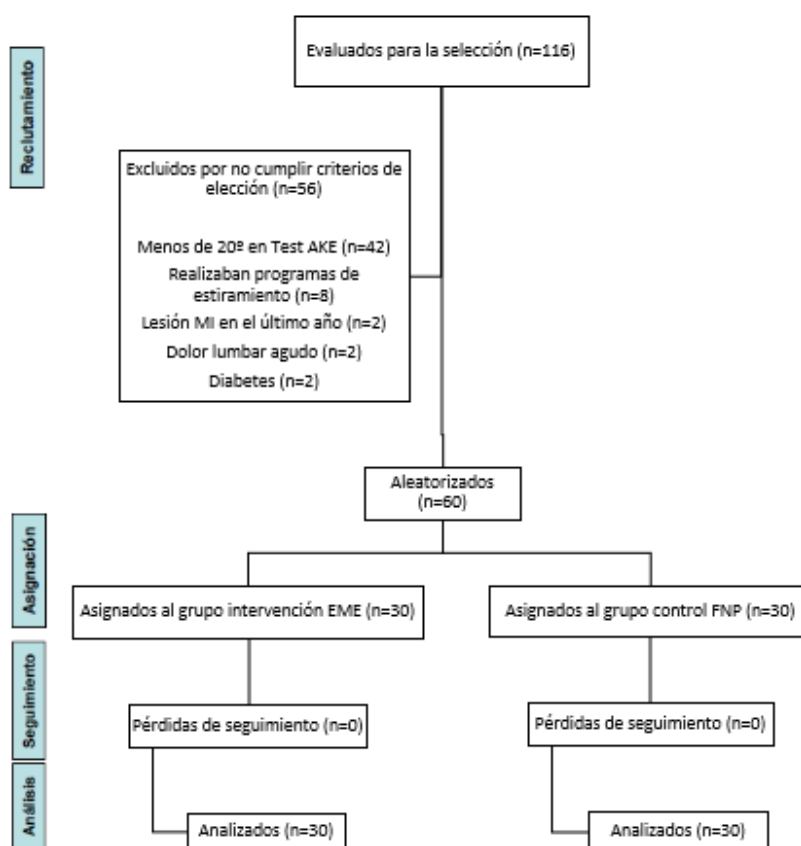 Reclutamiento
Evaluados para la selección (n=116)
Excluidos por no cumplir criterios de
elección (n=56)
Menos de 20º en Test AKE (n=42)
Realizaban programas de
estiramiento (n=8)
Lesión MI en el último año (n=2)
Dolor lumbar agudo (n=2)
Diabetes (n=2)
Aleatorizados
(n=60)
Asignación
Asignados al grupo intervención EME (n=30)
Asignados al grupo control FNP (n=30)
Seguimiento
Pérdidas de seguimiento (n=0)
Pérdidas de seguimiento (n=0)
Análisis
Analizados (n=30)
Analizados (n=30)